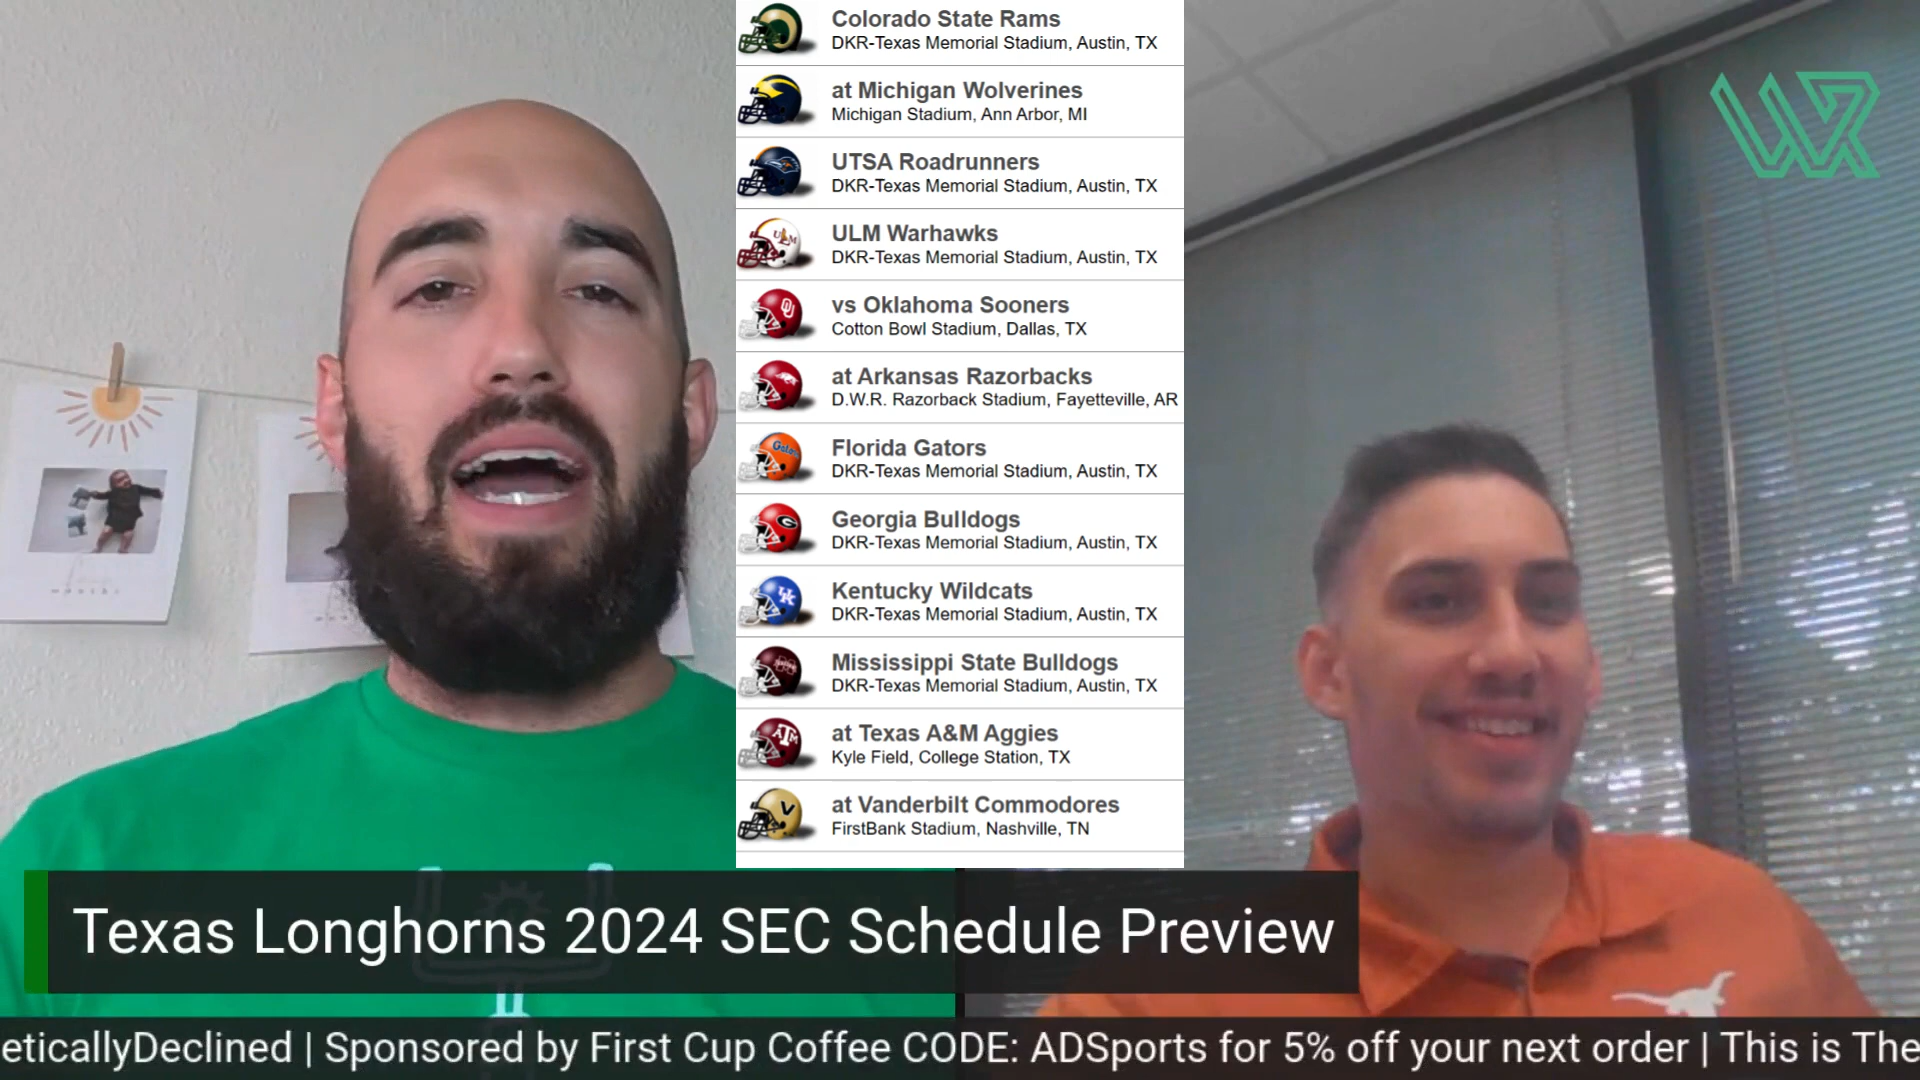 Colorado State Rams
DKR-Texas Memorial Stadium, Austin, TX
at Michigan Wolverines
Michigan Stadium, Ann Arbor, MI
UTSA Roadrunners
DKR-Texas Memorial Stadium, Austin, TX
ULM Warhawks
DKR-Texas Memorial Stadium, Austin, TX
vs Oklahoma Sooners
Cotton Bowl Stadium, Dallas, TX
at Arkansas Razorbacks
D.W.R. Razorback Stadium, Fayetteville, AR
Florida Gators
DKR-Texas Memorial Stadium, Austin, TX
Georgia Bulldogs
DKR-Texas Memorial Stadium, Austin, TX
Kentucky Wildcats
DKR-Texas Memorial Stadium, Austin, TX
Mississippi State Bulldogs
DKR-Texas Memorial Stadium, Austin, TX
at Texas A&M Aggies
Kyle Field, College Station, TX
at Vanderbilt Commodores
FirstBank Stadium, Nashville, TN
Texas Longhorns 2024 SEC Schedule Preview
eticallyDeclined | Sponsored by First Cup Coffee CODE: ADSports for 5% off your next order | This is The